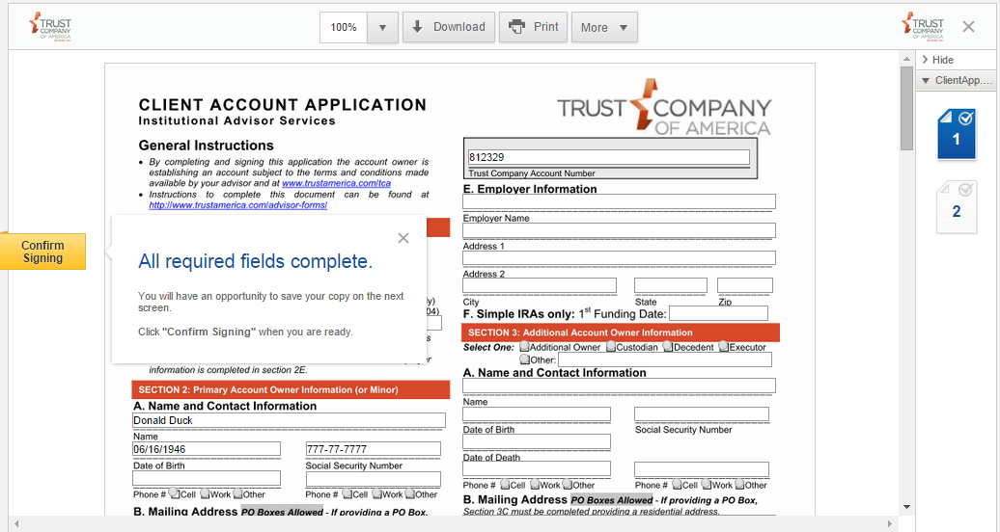 TRUST
COMPANY
OF AMERICA
100%
Download
Print
More
TRUST
COMPANY
OF AMERICA
Hide
ClientApp....
1
2
Confirm
Signing
All required fields complete.
You will have an opportunity to save your copy on the next
screen.
Click "Confirm Signing" when you are ready.
CLIENT ACCOUNT APPLICATION
Institutional Advisor Services
General Instructions
• By completing and signing this application the account owner is
establishing an account subject to the terms and conditions made
available by your advisor and at www.trustamerica.com/tca
• Instructions to complete this document can be found at
http://www.trustamerica.com/advisor-forms/
information is completed in section 2E.
SECTION 2: Primary Account Owner Information (or Minor)
A. Name and Contact Information
Donald Duck
Name
06/16/1946 777-77-7777
Date of Birth Social Security Number
Phone # Cell Work Other Phone # Cell Work Other
B. Mailing Address PO Boxes Allowed - If providing a PO Box,
TRUST COMPANY
OF AMERICA
812329
Trust Company Account Number
E. Employer Information
Employer Name
Address 1
Address 2
City State Zip
F. Simple IRAs only: 1st Funding Date:
SECTION 3: Additional Account Owner Information
Select One: Additional Owner Custodian Decedent Executor
Other:
A. Name and Contact Information
Name
Date of Birth Social Security Number
Date of Death
Phone # Cell Work Other Phone # Cell Work Other
B. Mailing Address PO Boxes Allowed - If providing a PO Box,
Section 3C must be completed providing a residential address.